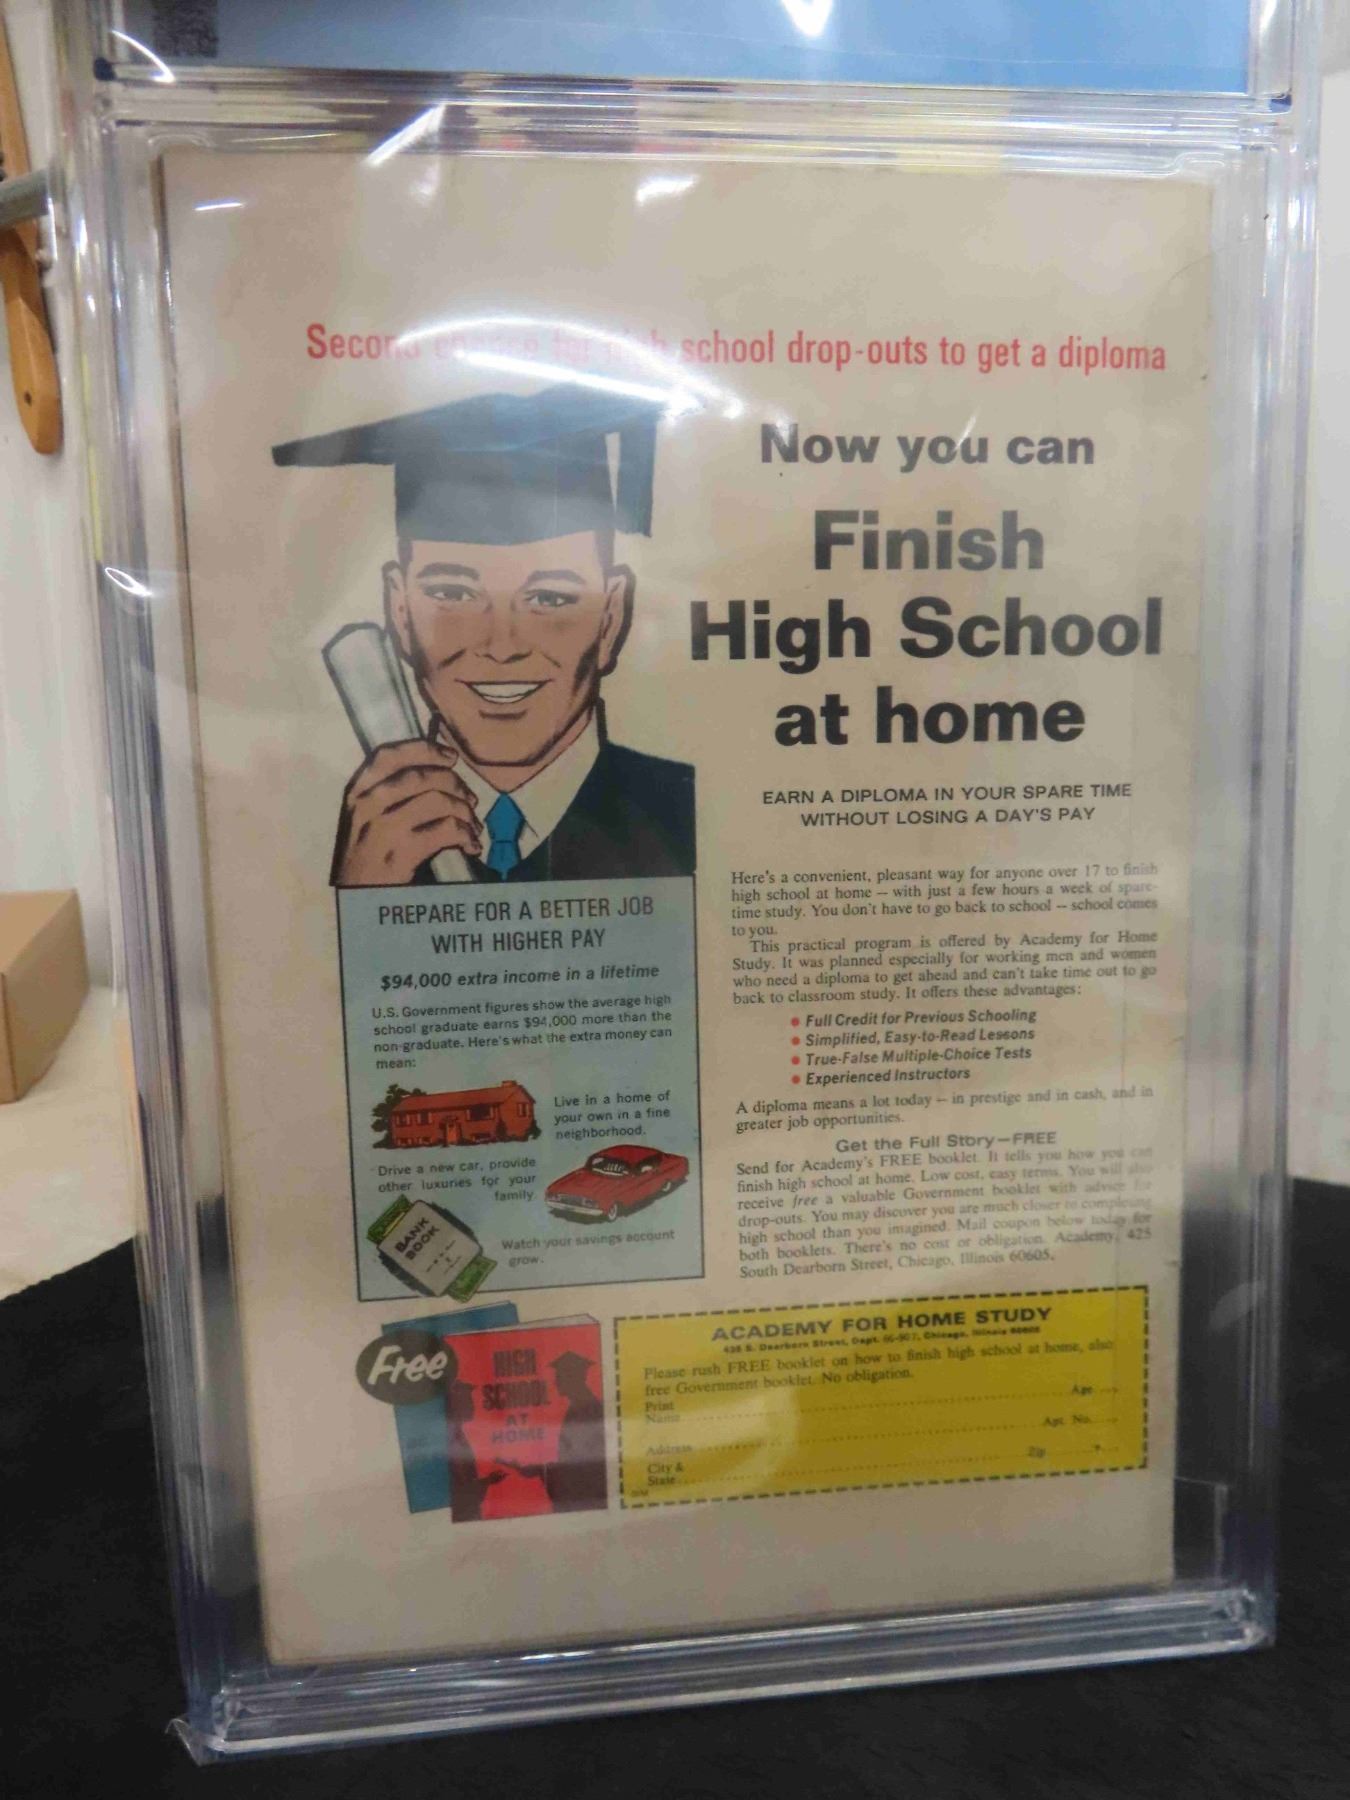 Second chance for high school drop-outs to get a diploma
Now you can
Finish
High School
at home
EARN A DIPLOMA IN YOUR SPARE TIME
WITHOUT LOSING A DAY'S PAY
PREPARE FOR A BETTER JOB
WITH HIGHER PAY
$94,000 extra income in a lifetime
U.S. Government figures show the average high
school graduate earns $94,000 more than the
non-graduate. Here's what the extra money can
mean:
Live in a home of
your own in a fine
neighborhood.
Drive a new car, provide
other luxuries for your
family.
BANK
BOOK
Watch your savings account
grow.
Here's a convenient, pleasant way for anyone over 17 to finish
high school at home — with just a few hours a week of spare-
time study. You don't have to go back to school — school comes
to you.
This practical program is offered by Academy for Home
Study. It was planned especially for working men and women
who need a diploma to get ahead and can't take time out to go
back to classroom study. It offers these advantages:
• Full Credit for Previous Schooling
• Simplified, Easy-to-Read Lessons
• True-False Multiple-Choice Tests
• Experienced Instructors
A diploma means a lot today — in prestige and in cash, and in
greater job opportunities.
Get the Full Story—FREE
Send for Academy's FREE booklet. It tells you how you can
finish high school at home. Low cost, easy terms. You will also
receive free a valuable Government booklet with advice for
drop-outs. You may discover you are much closer to completing
high school than you imagined. Mail coupon below today for
both booklets. There's no cost or obligation. Academy, 425
South Dearborn Street, Chicago, Illinois 60605.
Free
HIGH
SCHOOL
AT
HOME
ACADEMY FOR HOME STUDY
S. Dearborn Street, Dept. Chicago, Illinois 60605
Please rush FREE booklet on how to finish high school at home, also
free Government booklet. No obligation.
Print
Name Age
Address Apt. No.
City &
State Zip